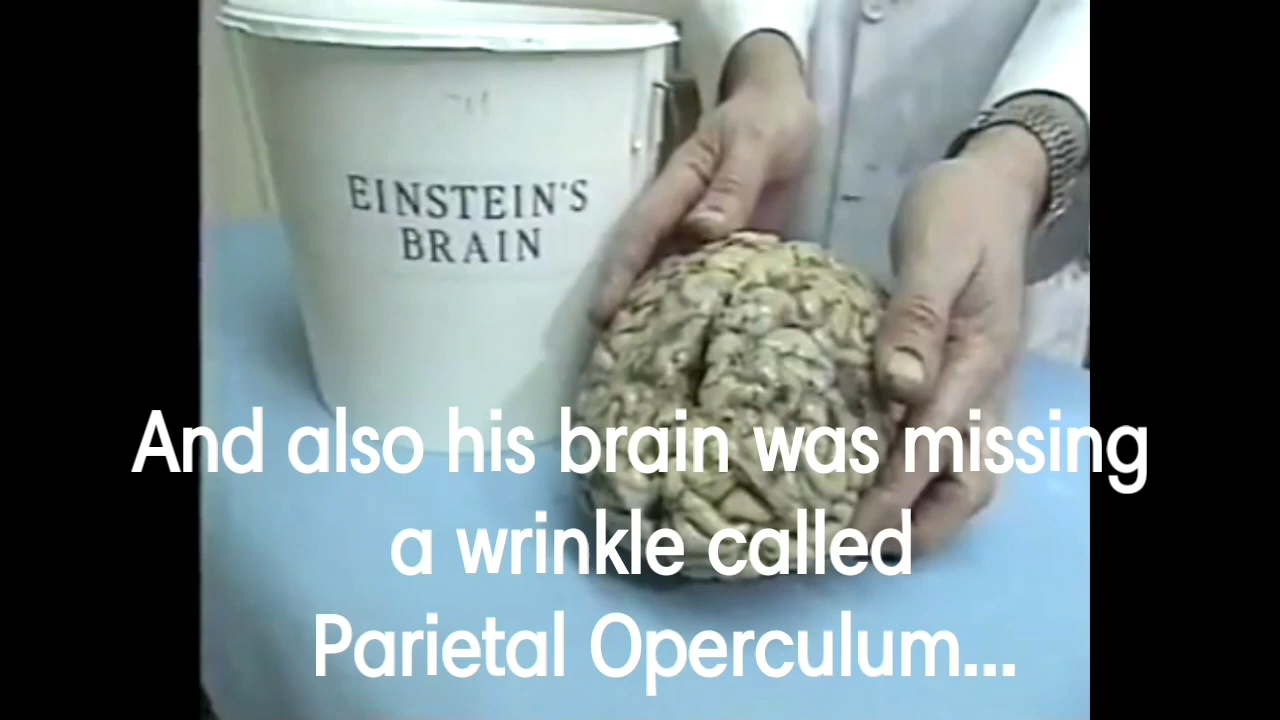 EINSTEIN'S
BRAIN
And also his brain was missing
a wrinkle called
Parietal Operculum...